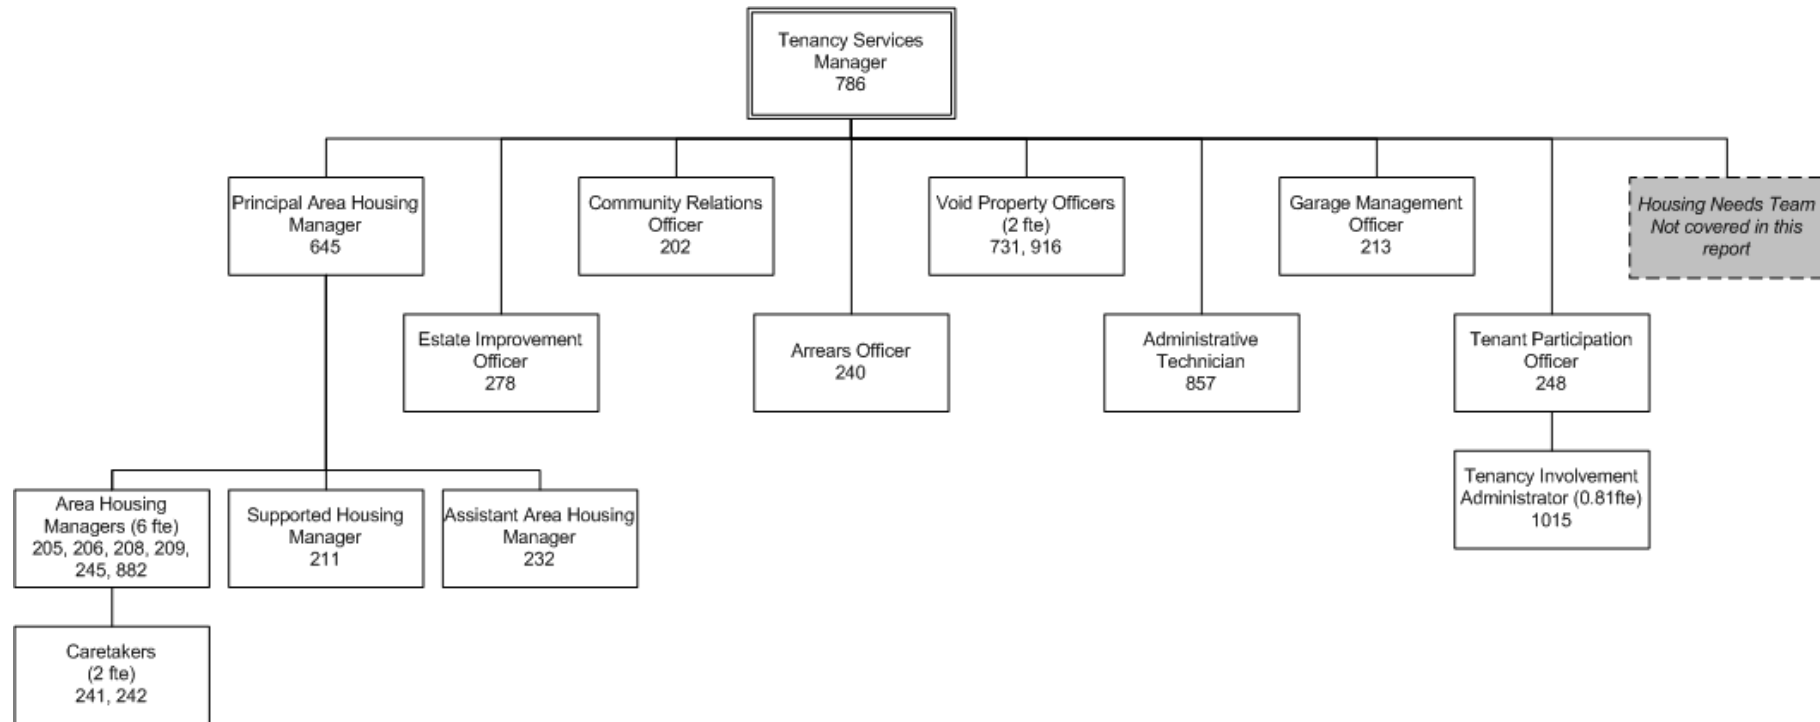 Tenancy Services
Manager
786
Principal Area Housing
Manager
645
Community Relations
Officer
202
Void Property Officers
(2 fte)
731, 916
Garage Management
Officer
213
Housing Needs Team
Not covered in this
report
Estate Improvement
Officer
278
Arrears Officer
240
Administrative
Technician
857
Tenant Participation
Officer
248
Tenancy Involvement
Administrator (0.81fte)
1015
Area Housing
Managers (6 fte)
205, 206, 208, 209,
245, 882
Supported Housing
Manager
211
Assistant Area Housing
Manager
232
Caretakers
(2 fte)
241, 242